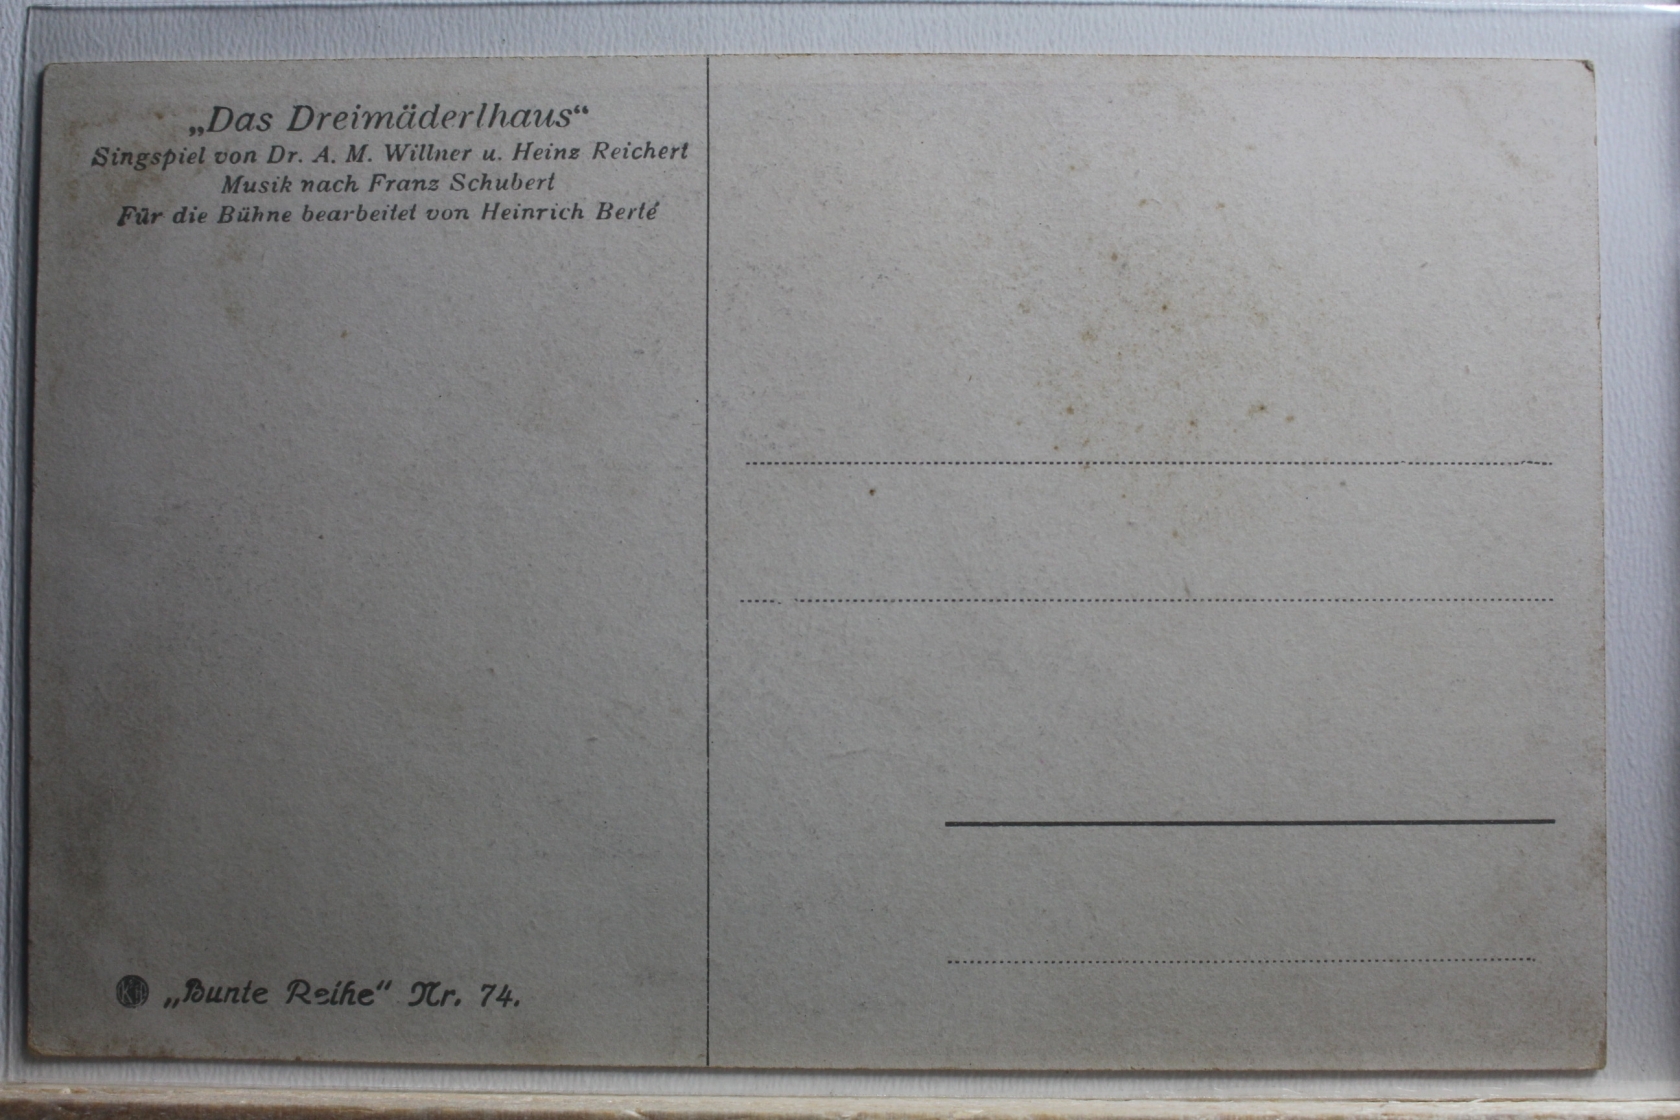 „Das Dreimäderlhaus“
Singspiel von Dr. A. M. Willner u. Heinz Reichert
Musik nach Franz Schubert
Für die Bühne bearbeitet von Heinrich Berté
„Bunte Reihe“ Nr. 74.